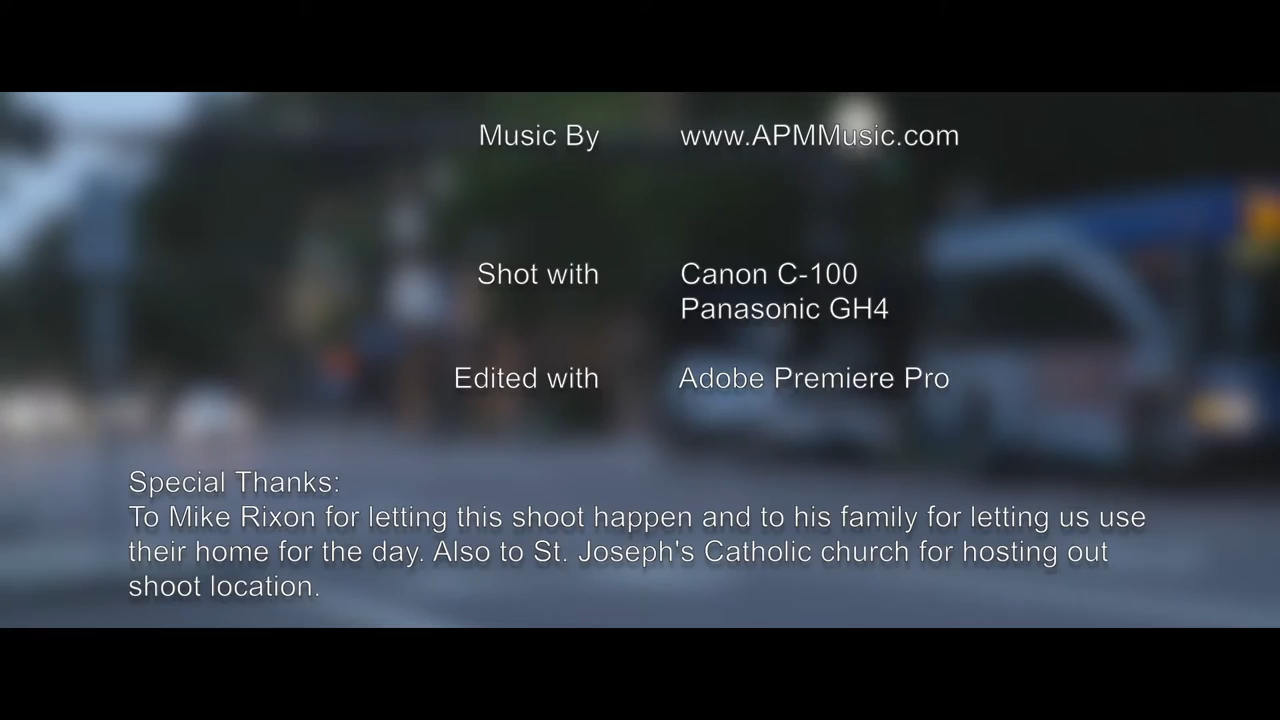 Music By www.APMMusic.com
Shot with Canon C-100
Panasonic GH4
Edited with Adobe Premiere Pro
Special Thanks:
To Mike Rixon for letting this shoot happen and to his family for letting us use
their home for the day. Also to St. Joseph's Catholic church for hosting out
shoot location.